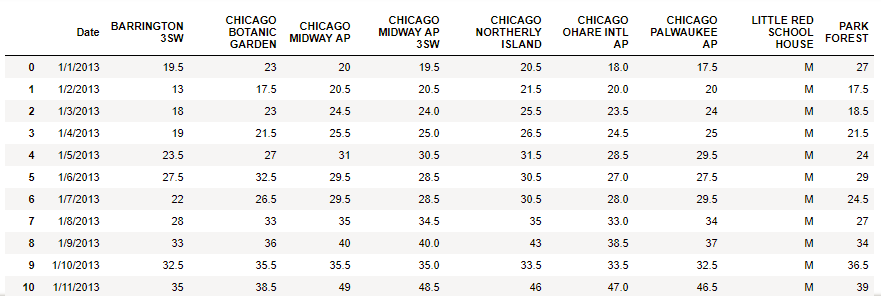 Date BARRINGTON 3SW CHICAGO BOTANIC GARDEN CHICAGO MIDWAY AP CHICAGO MIDWAY AP 3SW CHICAGO NORTHERLY ISLAND CHICAGO OHARE INTL AP CHICAGO PALWAUKEE AP LITTLE RED SCHOOL HOUSE PARK FOREST
0 1/1/2013 19.5 23 20 19.5 20.5 18.0 17.5 M 27
1 1/2/2013 13 17.5 20.5 20.5 21.5 20.0 20 M 17.5
2 1/3/2013 18 23 24.5 24.0 25.5 23.5 24 M 18.5
3 1/4/2013 19 21.5 25.5 25.0 26.5 24.5 25 M 21.5
4 1/5/2013 23.5 27 31 30.5 31.5 28.5 29.5 M 24
5 1/6/2013 27.5 32.5 29.5 28.5 30.5 27.0 27.5 M 29
6 1/7/2013 22 26.5 29.5 28.5 30.5 28.0 29.5 M 24.5
7 1/8/2013 28 33 35 34.5 35 33.0 34 M 27
8 1/9/2013 33 36 40 40.0 43 38.5 37 M 34
9 1/10/2013 32.5 35.5 35.5 35.0 33.5 33.5 32.5 M 36.5
10 1/11/2013 35 38.5 49 48.5 46 47.0 46.5 M 39